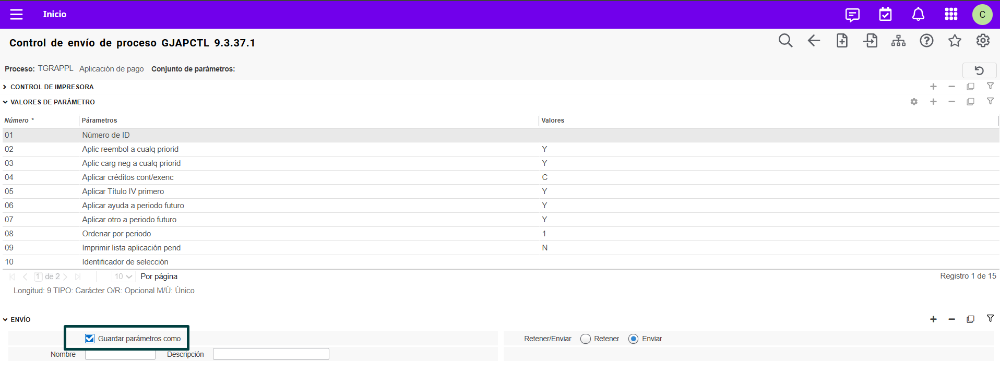 Inicio
C
Control de envío de proceso GJAPCTL 9.3.37.1
Proceso: TGRAPPL Aplicación de pago Conjunto de parámetros:
CONTROL DE IMPRESORA
VALORES DE PARÁMETRO
Número * Párametros Valores
01 Número de ID
02 Aplic reembol a cualq priorid Y
03 Aplic carg neg a cualq priorid Y
04 Aplicar créditos cont/exenc C
05 Aplicar Título IV primero Y
06 Aplicar ayuda a periodo futuro Y
07 Aplicar otro a periodo futuro Y
08 Ordenar por periodo 1
09 Imprimir lista aplicación pend N
10 Identificador de selección
1 de 2 10 Por página Registro 1 de 15
Longitud: 9 TIPO: Carácter O/R: Opcional M/Ú: Único
ENVÍO
Guardar parámetros como Retener/Enviar Retener Enviar
Nombre Descripción